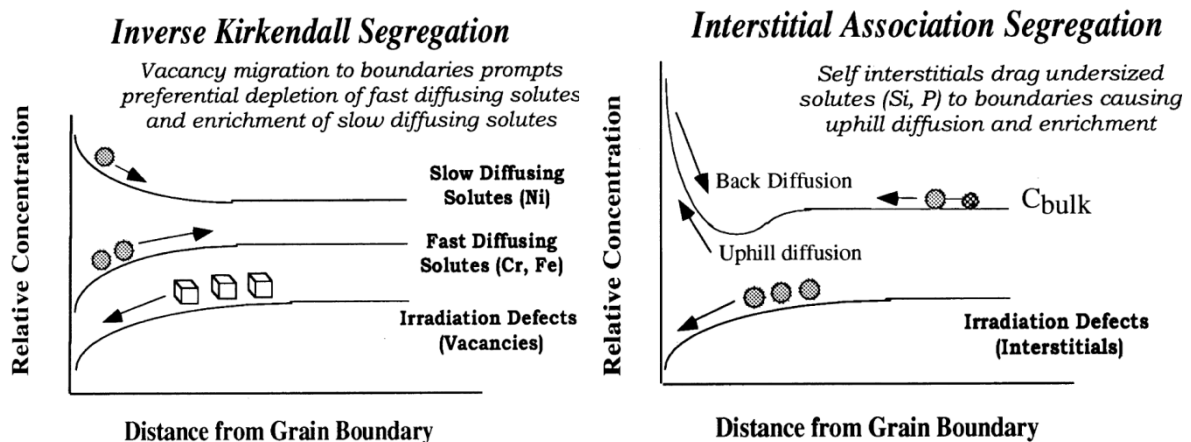 Inverse Kirkendall Segregation
Vacancy migration to boundaries prompts
preferential depletion of fast diffusing solutes
and enrichment of slow diffusing solutes
Relative Concentration
Slow Diffusing
Solutes (Ni)
Fast Diffusing
Solutes (Cr, Fe)
Irradiation Defects
(Vacancies)
Distance from Grain Boundary
Interstitial Association Segregation
Self interstitials drag undersized
solutes (Si, P) to boundaries causing
uphill diffusion and enrichment
Relative Concentration
Back Diffusion
Cbulk
Uphill diffusion
Irradiation Defects
(Interstitials)
Distance from Grain Boundary